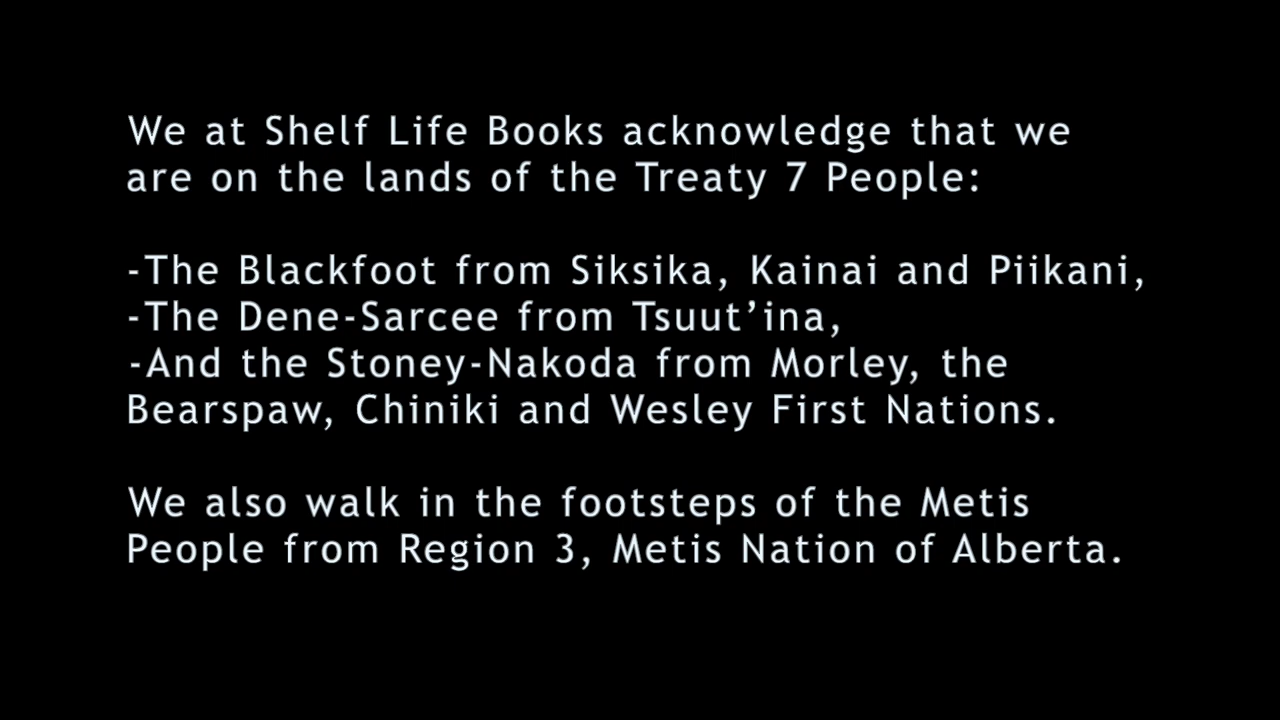 We at Shelf Life Books acknowledge that we
are on the lands of the Treaty 7 People:
-The Blackfoot from Siksika, Kainai and Piikani,
-The Dene-Sarcee from Tsuut’ina,
-And the Stoney-Nakoda from Morley, the
Bearspaw, Chiniki and Wesley First Nations.
We also walk in the footsteps of the Metis
People from Region 3, Metis Nation of Alberta.